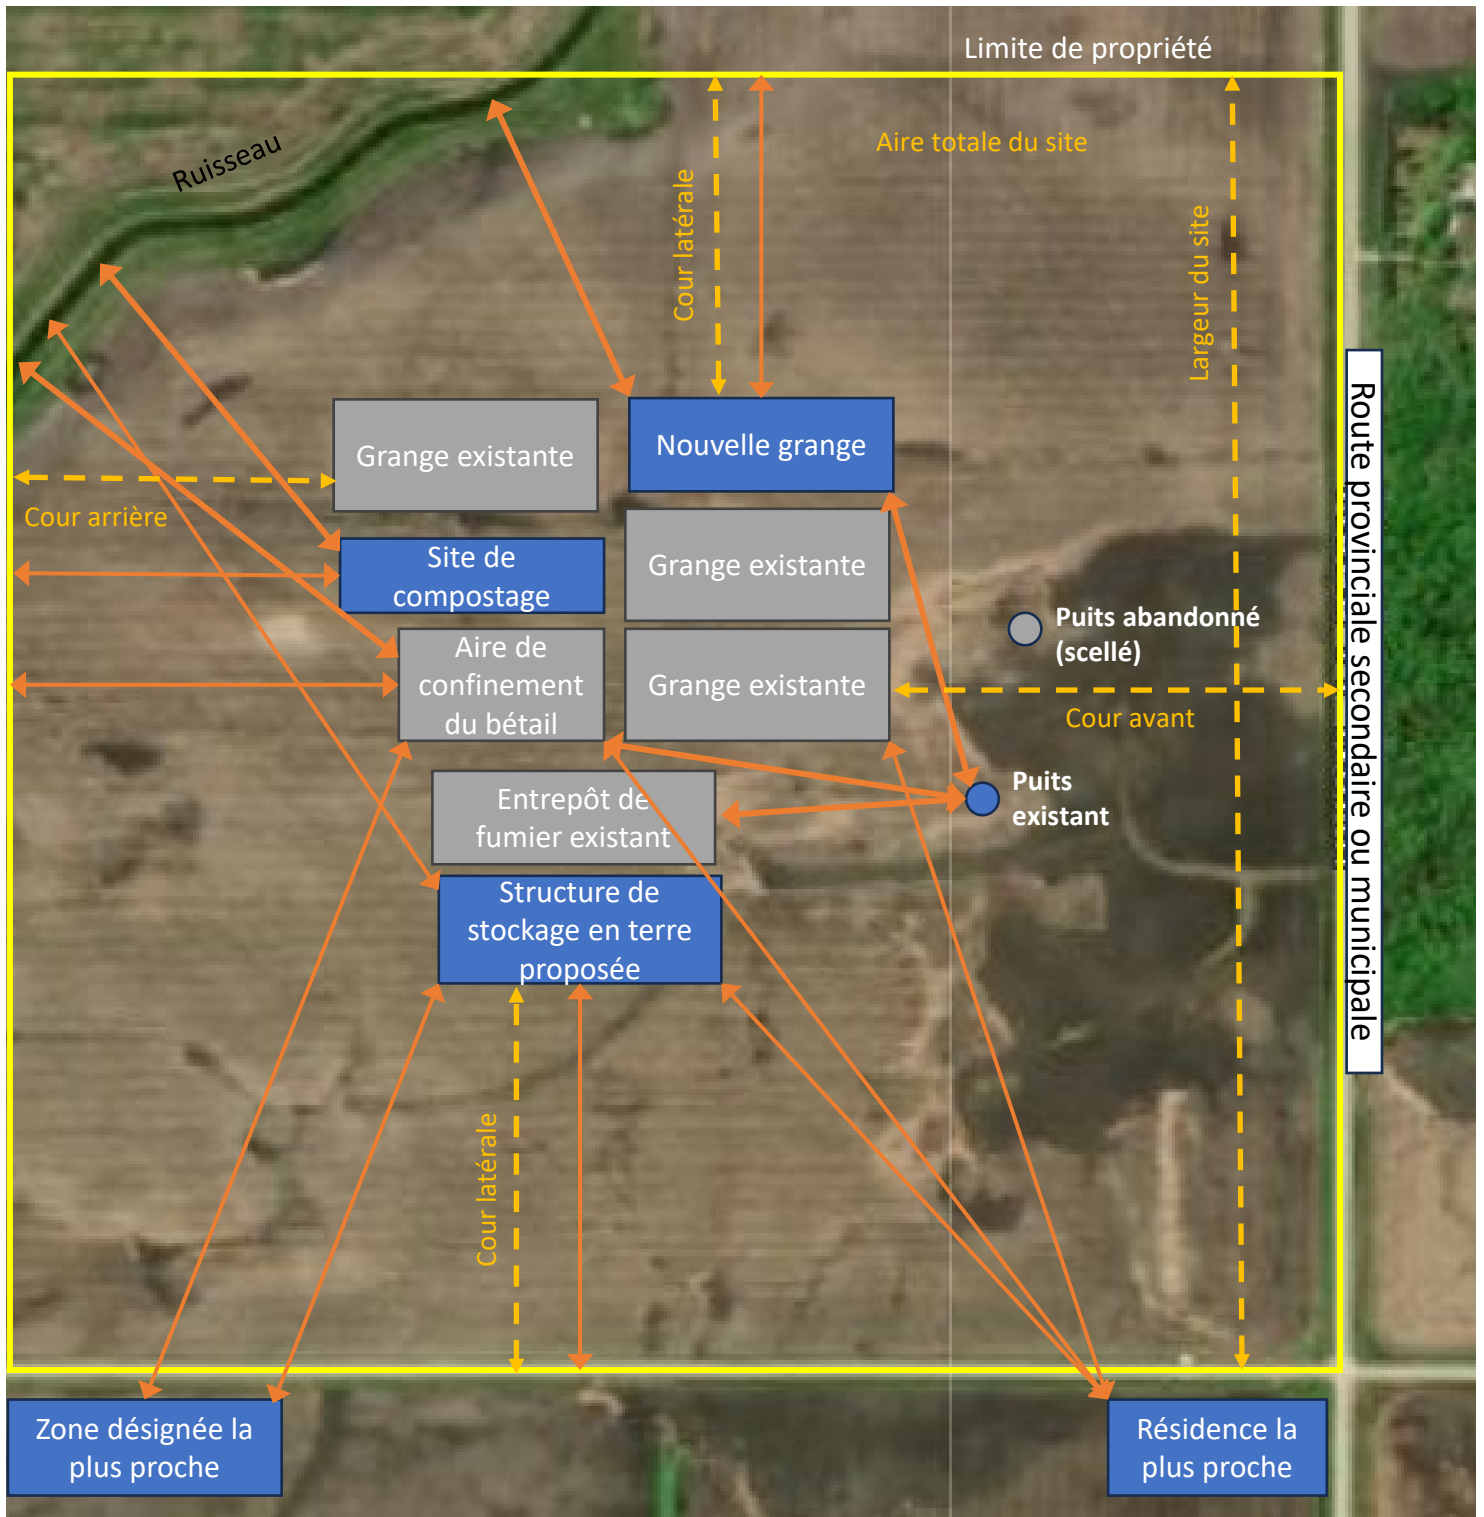 Limite de propriété
Aire totale du site
Ruisseau
Cour latérale
Largeur du site
Grange existante
Nouvelle grange
Cour arrière
Site de
compostage
Grange existante
Puits abandonné
(scellé)
Aire de
confinement
du bétail
Grange existante
Cour avant
Route provinciale secondaire ou municipale
Entrepôt de
fumier existant
Puits
existant
Structure de
stockage en terre
proposée
Cour latérale
Zone désignée la
plus proche
Résidence la
plus proche